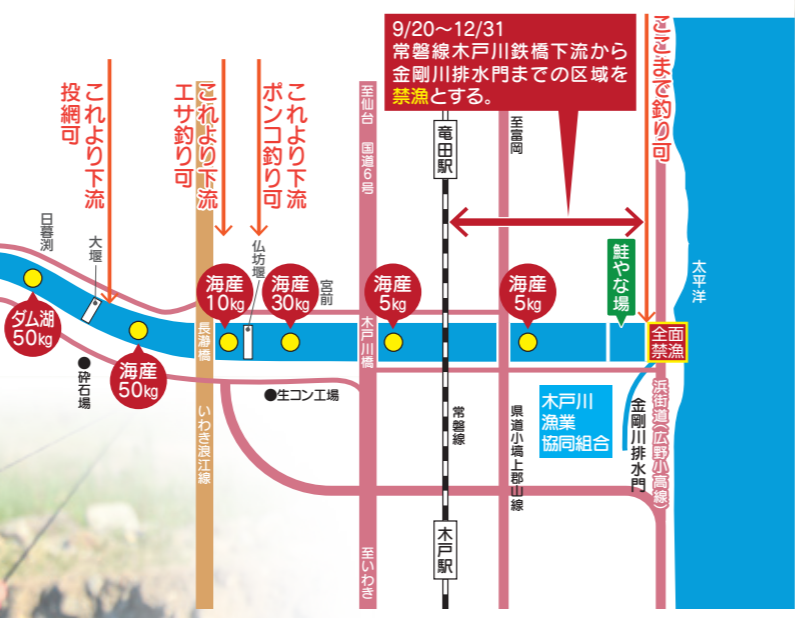 9/20〜12/31
常磐線木戸川鉄橋下流から
金剛川排水門までの区域を
禁漁とする。
ここまで釣り可
これより下流
ポンコ釣り可
これより下流
エサ釣り可
これより下流
投網可
至仙台 国道6号
竜田駅
至富岡
太平洋
鮭やな場
日暮渕
大堰
仏坊堰
宮前
ダム湖
50kg
海産
50kg
海産
10kg
海産
30kg
海産
5kg
海産
5kg
全面
禁漁
長瀞橋
木戸川橋
砕石場
生コン工場
いわき浪江線
常磐線
県道小塙上郡山線
木戸川
漁業
協同組合
金剛川排水門
浜街道(広野小高線)
木戸駅
至いわき